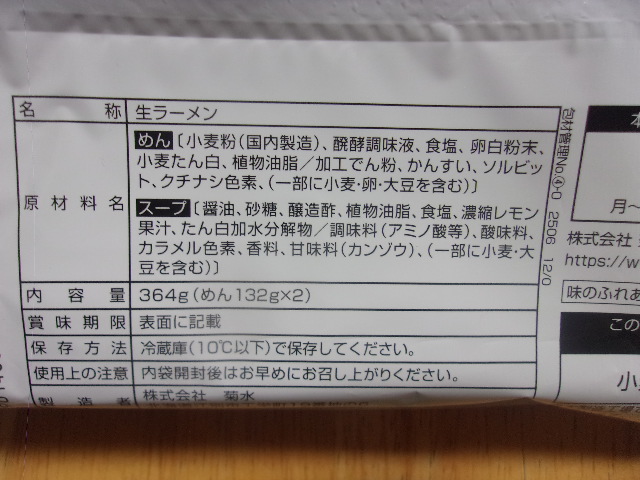 名称 生ラーメン
原材料名
めん〔小麦粉(国内製造)、醗酵調味液、食塩、卵白粉末、
小麦たん白、植物油脂/加工でん粉、かんすい、ソルビッ
ト、クチナシ色素、(一部に小麦・卵・大豆を含む)〕
スープ〔醤油、砂糖、醸造酢、植物油脂、食塩、濃縮レモン
果汁、たん白加水分解物/調味料(アミノ酸等)、酸味料、
カラメル色素、香料、甘味料(カンゾウ)、(一部に小麦・大
豆を含む)〕
内容量 364g(めん132g×2)
賞味期限 表面に記載
保存方法 冷蔵庫(10℃以下)で保存してください。
使用上の注意 内袋開封後はお早めにお召し上がりください。
製造者 株式会社 菊水
包材管理No.④-0 2506 12/0
月〜
株式会社
https://w
味のふれあ
この
小